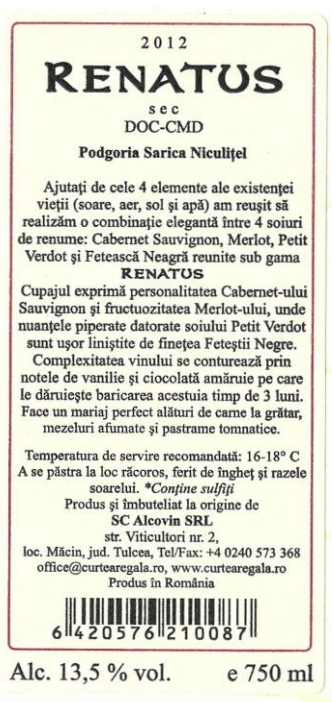 2012
RENATUS
sec
DOC-CMD
Podgoria Sarica Niculițel
Ajutați de cele 4 elemente ale existenței
vieții (soare, aer, sol și apă) am reușit să
realizăm o combinație elegantă între 4 soiuri
de renume: Cabernet Sauvignon, Merlot, Petit
Verdot și Fetească Neagră reunite sub gama
RENATUS
Cupajul exprimă personalitatea Cabernet-ului
Sauvignon și fructuozitatea Merlot-ului, unde
nuanțele piperate datorate soiului Petit Verdot
sunt ușor liniștite de finețea Feteștii Negre.
Complexitatea vinului se conturează prin
notele de vanilie și ciocolată amăruie pe care
le dăruiește baricarea acestuia timp de 3 luni.
Face un mariaj perfect alături de carne la grătar,
mezeluri afumate și pastrame tomnatice.
Temperatura de servire recomandată: 16-18° C
A se păstra la loc răcoros, ferit de îngheț și razele
soarelui. *Conține sulfiți
Produs și îmbuteliat la origine de
SC Alcovin SRL
str. Viticultori nr. 2,
loc. Măcin, jud. Tulcea, Tel/Fax: +4 0240 573 368
office@curtearegala.ro, www.curtearegala.ro
Produs în România
6 420576 210087
Alc. 13,5 % vol. e 750 ml